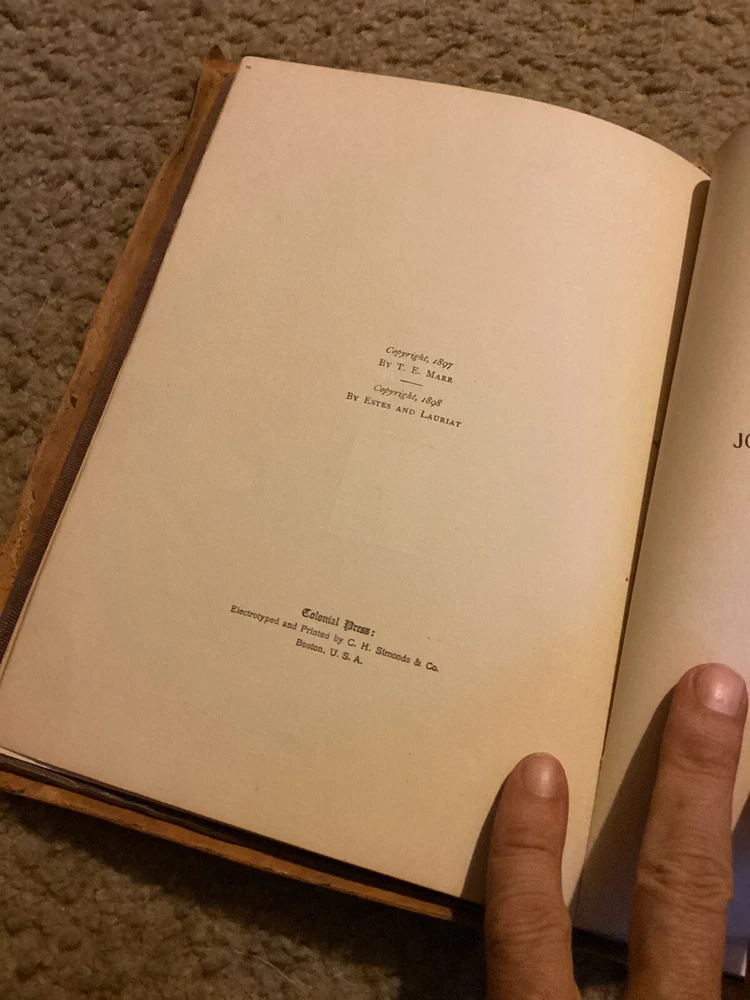 Copyright, 1897
By T. E. Marr
Copyright, 1898
By Estes and Lauriat
Colonial Press:
Electrotyped and Printed by C. H. Simonds & Co.
Boston, U. S. A.